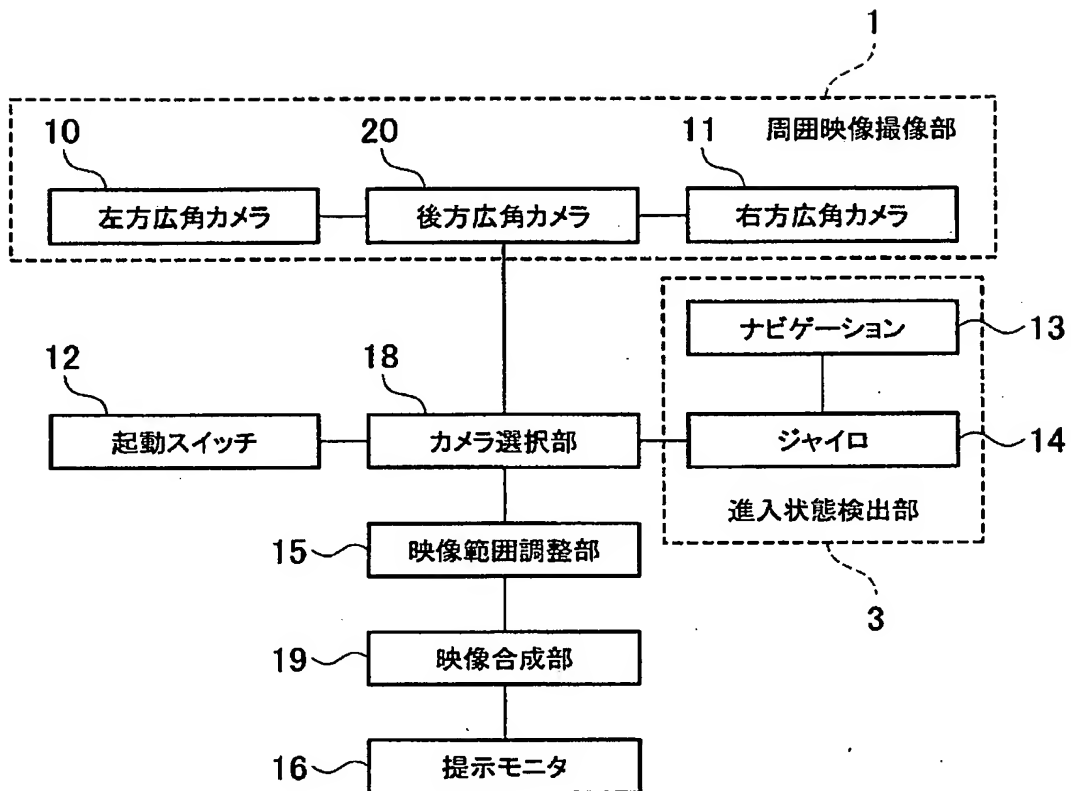 1
周囲映像撮像部
10
20
11
左方広角カメラ
後方広角カメラ
右方広角カメラ
ナビゲーション
13
12
18
起動スイッチ
カメラ選択部
ジャイロ
14
進入状態検出部
15
映像範囲調整部
3
19
映像合成部
16
提示モニタ